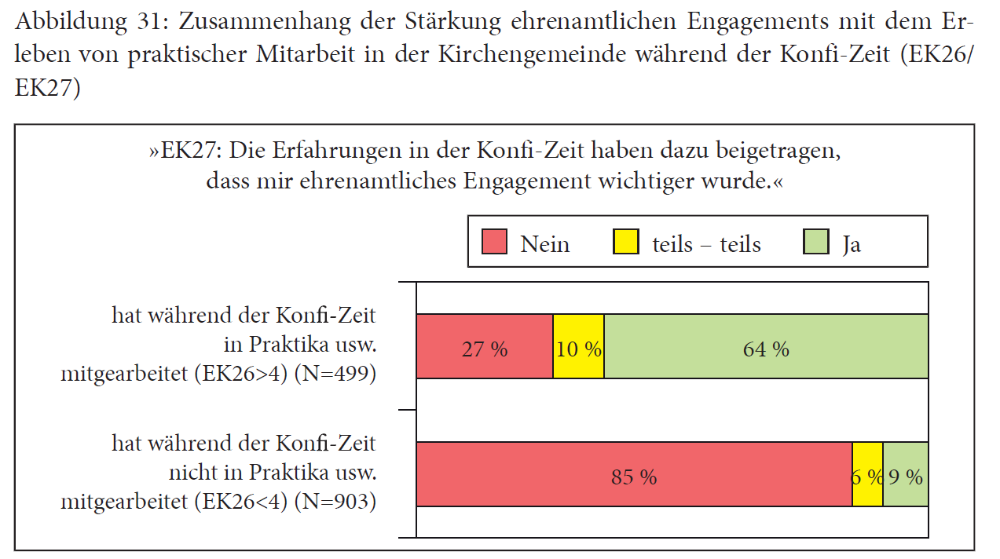 Abbildung 31: Zusammenhang der Stärkung ehrenamtlichen Engagements mit dem Er-
leben von praktischer Mitarbeit in der Kirchengemeinde während der Konfi-Zeit (EK26/
EK27)
»EK27: Die Erfahrungen in der Konfi-Zeit haben dazu beigetragen,
dass mir ehrenamtliches Engagement wichtiger wurde.«
Nein teils – teils Ja
hat während der Konfi-Zeit
in Praktika usw.
mitgearbeitet (EK26>4) (N=499)
27 % 10 % 64 %
hat während der Konfi-Zeit
nicht in Praktika usw.
mitgearbeitet (EK26<4) (N=903)
85 % 6 % 9 %